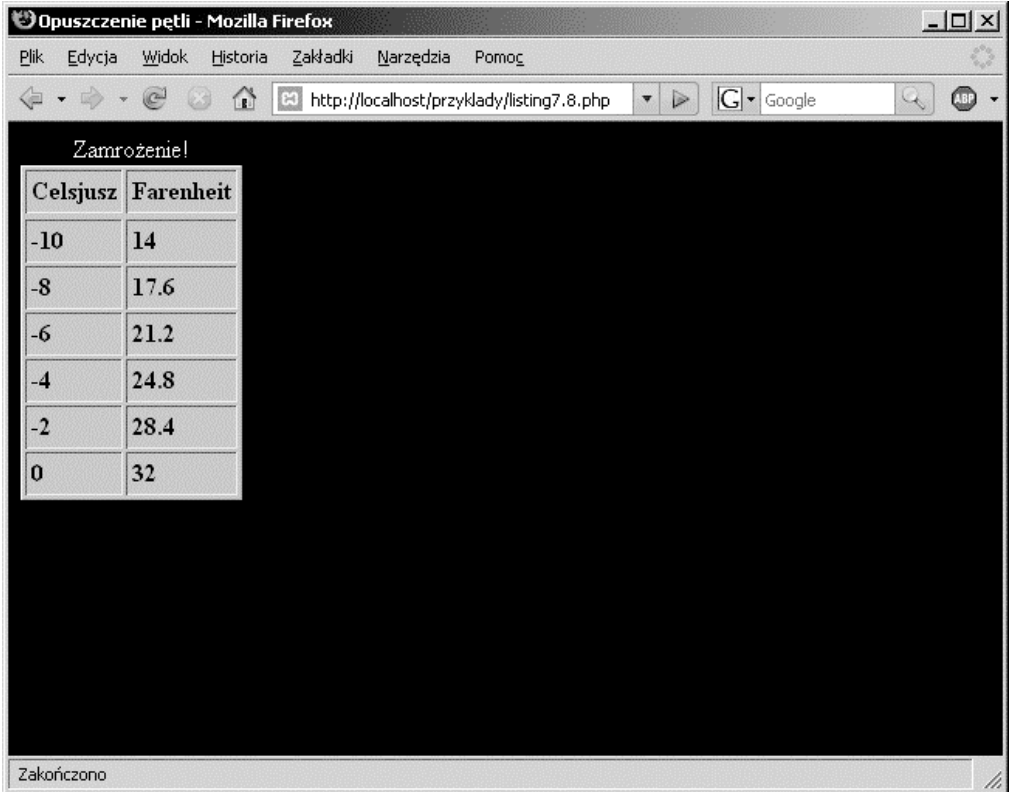 Opuszczenie pętli - Mozilla Firefox
Plik Edycja Widok Historia Zakładki Narzędzia Pomoc
http://localhost/przyklady/listing7.8.php G Google ABP
Zamrożenie!
Celsjusz Farenheit
-10 14
-8 17.6
-6 21.2
-4 24.8
-2 28.4
0 32
Zakończono